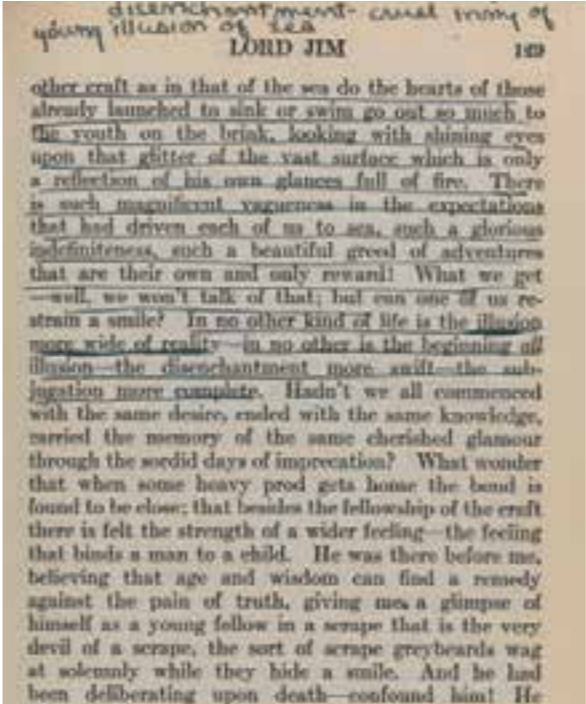 disenchantment - cruel irony of
young illusion of sea
LORD JIM 129
other craft as in that of the sea do the hearts of those
already launched to sink or swim go out so much to
the youth on the brink, looking with shining eyes
upon that glitter of the vast surface which is only
a reflection of his own glances full of fire. There
is such magnificent vagueness in the expectations
that had driven each of us to sea, such a glorious
indefiniteness, such a beautiful greed of adventures
that are their own and only reward! What we get
—well, we won't talk of that; but can one of us re-
strain a smile? In no other kind of life is the illusion
more wide of reality—in no other is the beginning all
illusion—the disenchantment more swift—the sub-
jugation more complete. Hadn't we all commenced
with the same desire, ended with the same knowledge,
carried the memory of the same cherished glamour
through the sordid days of imprecation? What wonder
that when some heavy prod gets home the bond is
found to be close; that besides the fellowship of the craft
there is felt the strength of a wider feeling—the feeling
that binds a man to a child. He was there before me,
believing that age and wisdom can find a remedy
against the pain of truth, giving me a glimpse of
himself as a young fellow in a scrape that is the very
devil of a scrape, the sort of scrape greybeards wag
at solemnly while they hide a smile. And he had
been deliberating upon death—confound him! He